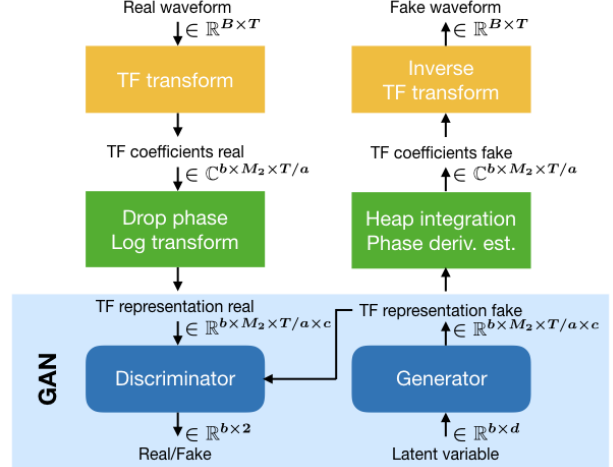 Real waveform
∈ ℝ^{B×T}
TF transform
TF coefficients real
∈ ℂ^{b×M₂×T/a}
Drop phase
Log transform
TF representation real
∈ ℝ^{b×M₂×T/a×c}
Discriminator
∈ ℝ^{b×2}
Real/Fake
Fake waveform
∈ ℝ^{B×T}
Inverse
TF transform
TF coefficients fake
∈ ℂ^{b×M₂×T/a}
Heap integration
Phase deriv. est.
TF representation fake
∈ ℝ^{b×M₂×T/a×c}
Generator
∈ ℝ^{b×d}
Latent variable
GAN